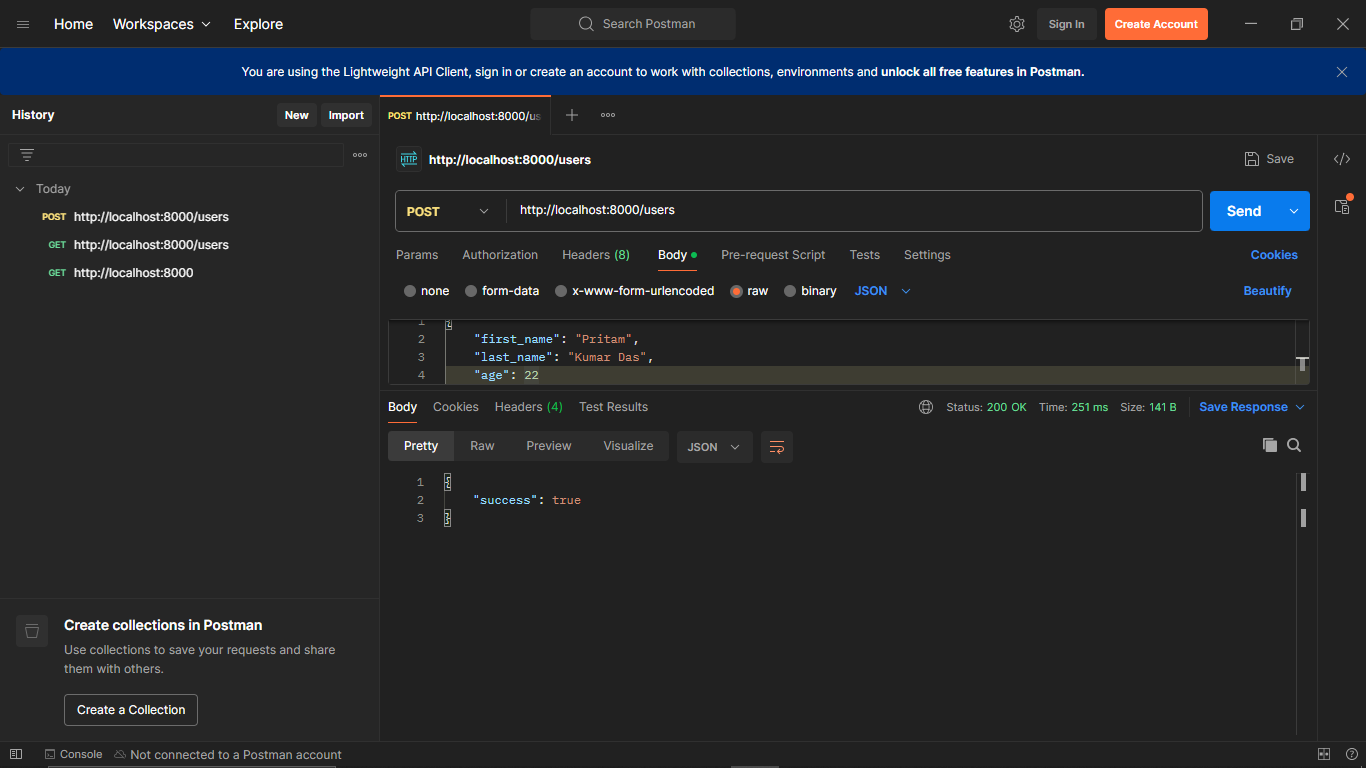 Home Workspaces Explore Search Postman Sign In Create Account
You are using the Lightweight API Client, sign in or create an account to work with collections, environments and unlock all free features in Postman.
History New Import
POST http://localhost:8000/us
HTTP http://localhost:8000/users Save
Today
POST http://localhost:8000/users
GET http://localhost:8000/users
GET http://localhost:8000
POST http://localhost:8000/users Send
Params Authorization Headers (8) Body Pre-request Script Tests Settings Cookies
none form-data x-www-form-urlencoded raw binary JSON Beautify
1 {
2 "first_name": "Pritam",
3 "last_name": "Kumar Das",
4 "age": 22
Body Cookies Headers (4) Test Results Status: 200 OK Time: 251 ms Size: 141 B Save Response
Pretty Raw Preview Visualize JSON
1 {
2 "success": true
3 }
Create collections in Postman
Use collections to save your requests and share
them with others.
Create a Collection
Console Not connected to a Postman account